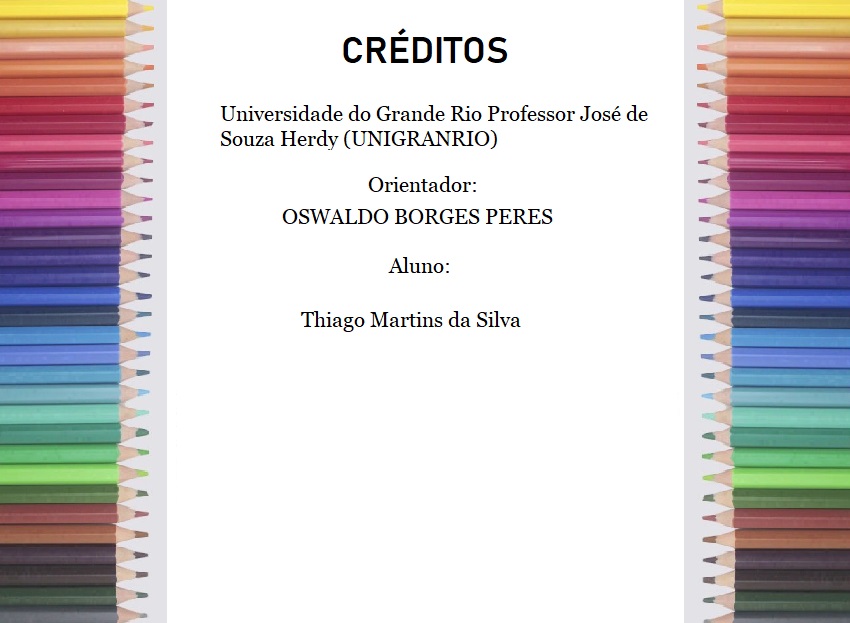 CRÉDITOS
Universidade do Grande Rio Professor José de
Souza Herdy (UNIGRANRIO)
Orientador:
OSWALDO BORGES PERES
Aluno:
Thiago Martins da Silva